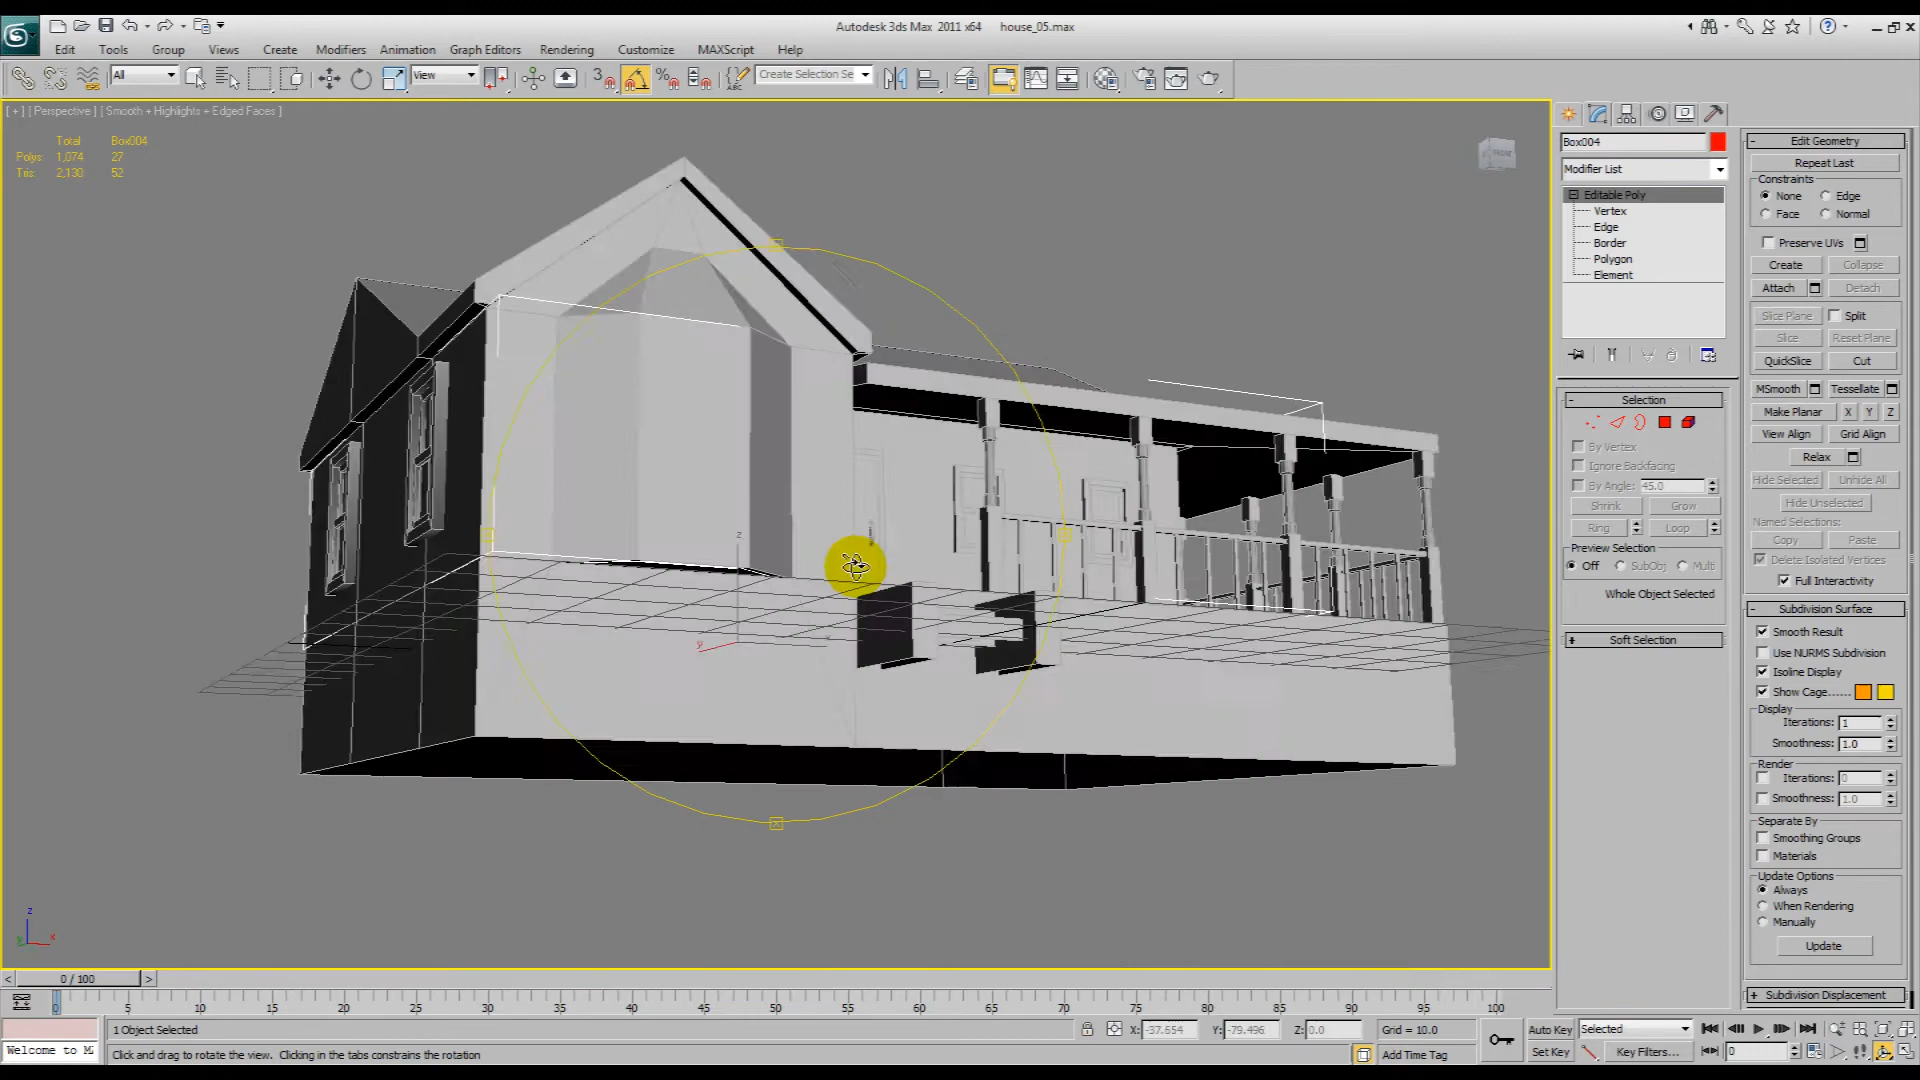 Autodesk 3ds Max 2011 x64 house_05.max
Edit Tools Group Views Create Modifiers Animation Graph Editors Rendering Customize MAXScript Help
All View 3 % Create Selection Se
[ + ] [ Perspective ] [ Smooth + Highlights + Edged Faces ]
Total Box004
Polys: 1,074 27
Tris: 2,130 52
z
y
x
z
x
y
FRONT
Box004
Modifier List
Editable Poly
Vertex
Edge
Border
Polygon
Element
Selection
By Vertex
Ignore Backfacing
By Angle: 45.0
Shrink Grow
Ring Loop
Preview Selection
Off SubObj Multi
Whole Object Selected
Soft Selection
Edit Geometry
Repeat Last
Constraints
None Edge
Face Normal
Preserve UVs
Create Collapse
Attach Detach
Slice Plane Split
Slice Reset Plane
QuickSlice Cut
MSmooth Tessellate
Make Planar X Y Z
View Align Grid Align
Relax
Hide Selected Unhide All
Hide Unselected
Named Selections:
Copy Paste
Delete Isolated Vertices
Full Interactivity
Subdivision Surface
Smooth Result
Use NURMS Subdivision
Isoline Display
Show Cage......
Display
Iterations: 1
Smoothness: 1.0
Render
Iterations: 0
Smoothness: 1.0
Separate By
Smoothing Groups
Materials
Update Options
Always
When Rendering
Manually
Update
Subdivision Displacement
< 0 / 100 >
0 5 10 15 20 25 30 35 40 45 50 55 60 65 70 75 80 85 90 95 100
1 Object Selected X: -37.654 Y: -79.496 Z: 0.0 Grid = 10.0 Auto Key Selected
Welcome to M Click and drag to rotate the view. Clicking in the tabs constrains the rotation Add Time Tag Set Key Key Filters... 0